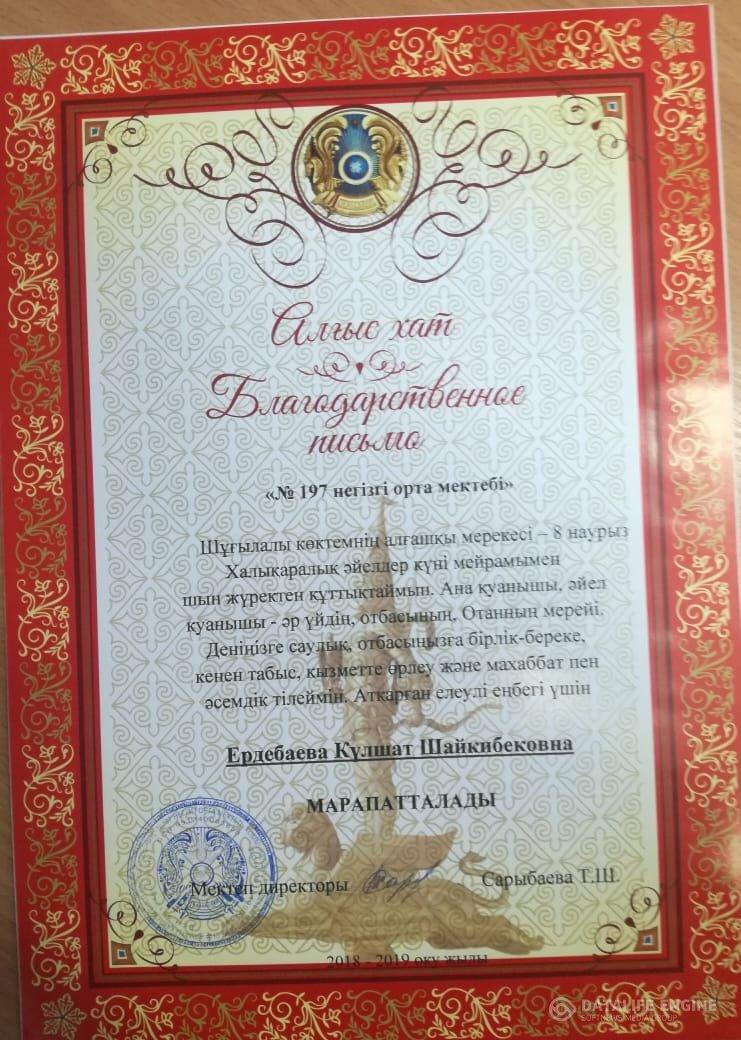 Алғыс хат
Благодарственное
письмо
«№ 197 негізгі орта мектебі»
Шұғылалы көктемнің алғашқы мерекесі – 8 наурыз
Халықаралық әйелдер күні мейрамымен
шын жүректен құттықтаймын. Ана қуанышы, әйел
қуанышы - әр үйдің, отбасының, Отанның мерейі.
Деніңізге саулық, отбасыңызға бірлік-береке,
кенен табыс, қызметте өрлеу және махаббат пен
әсемдік тілеймін. Атқарған елеулі еңбегі үшін
Ердебаева Күлшат Шайкибековна
МАРАПАТТАЛАДЫ
Мектеп директоры Сарыбаева Т.Ш.
2018 - 2019 оқу жылы
DATALIFE ENGINE
SOFTNEWS MEDIA GROUP